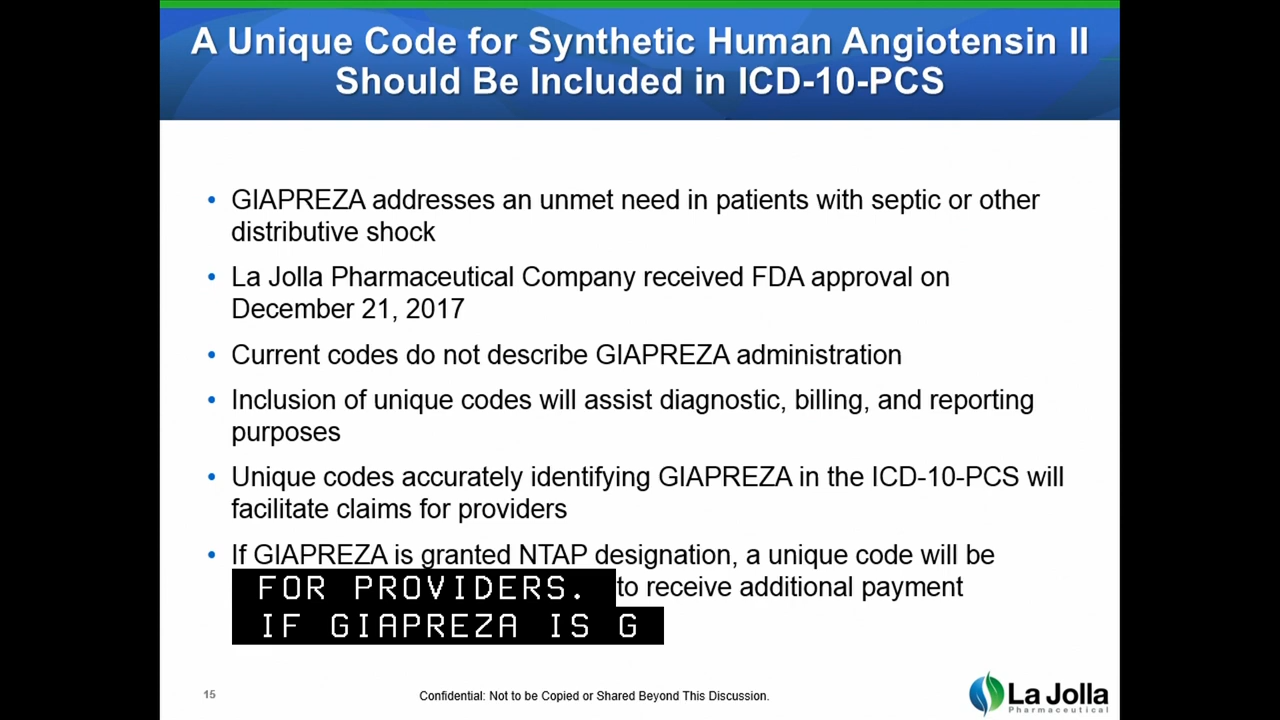 A Unique Code for Synthetic Human Angiotensin II
Should Be Included in ICD-10-PCS
• GIAPREZA addresses an unmet need in patients with septic or other
distributive shock
• La Jolla Pharmaceutical Company received FDA approval on
December 21, 2017
• Current codes do not describe GIAPREZA administration
• Inclusion of unique codes will assist diagnostic, billing, and reporting
purposes
• Unique codes accurately identifying GIAPREZA in the ICD-10-PCS will
facilitate claims for providers
• If GIAPREZA is granted NTAP designation, a unique code will be
to receive additional payment
FOR PROVIDERS.
IF GIAPREZA IS G
15
Confidential: Not to be Copied or Shared Beyond This Discussion.
La Jolla
Pharmaceutical